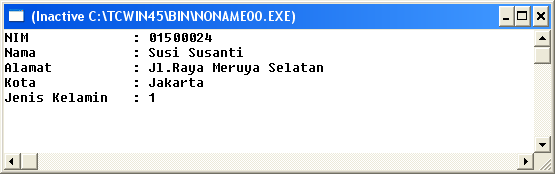 (Inactive C:\TCWIN45\BIN\NONAME00.EXE)
NIM : 01500024
Nama : Susi Susanti
Alamat : Jl.Raya Meruya Selatan
Kota : Jakarta
Jenis Kelamin : 1